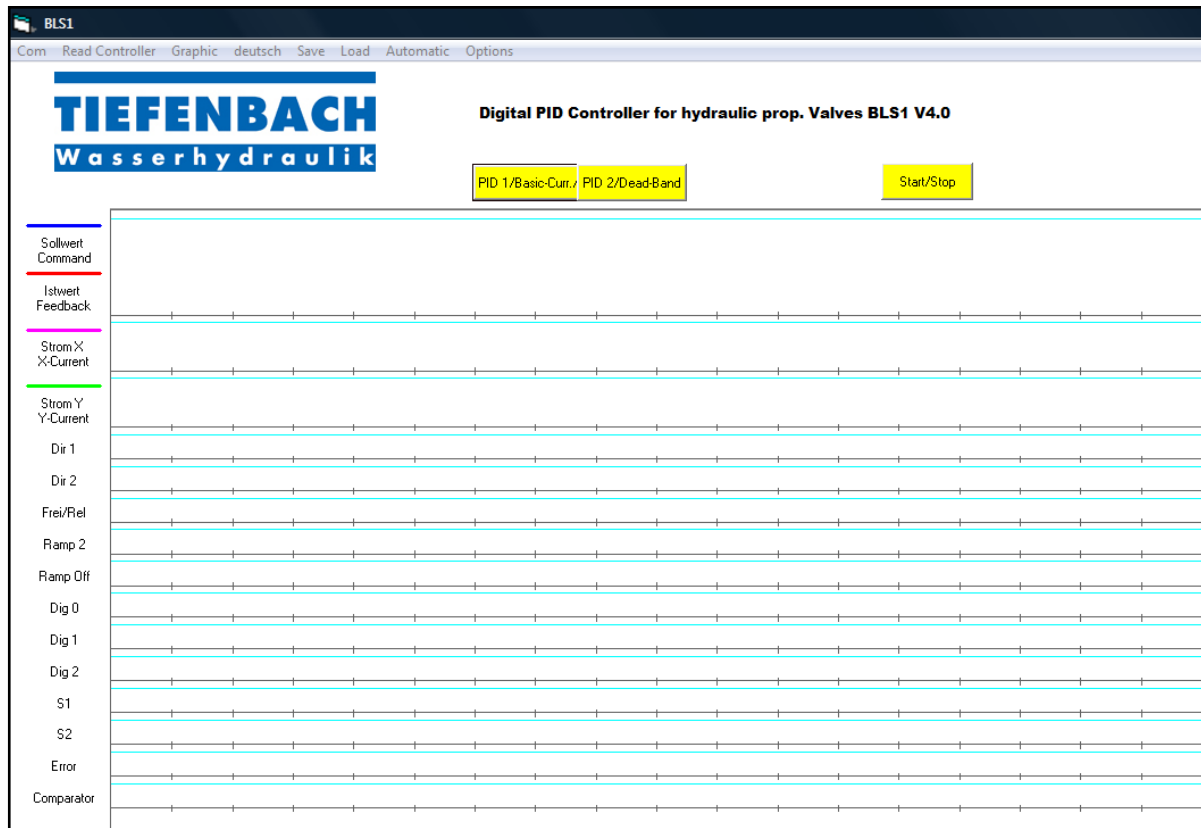 BLS1
Com Read Controller Graphic deutsch Save Load Automatic Options
TIEFENBACH
Wasserhydraulik
Digital PID Controller for hydraulic prop. Valves BLS1 V4.0
PID 1/Basic-Curr./ PID 2/Dead-Band Start/Stop
Sollwert
Command
Istwert
Feedback
Strom X
X-Current
Strom Y
Y-Current
Dir 1
Dir 2
Frei/Rel
Ramp 2
Ramp Off
Dig 0
Dig 1
Dig 2
S1
S2
Error
Comparator